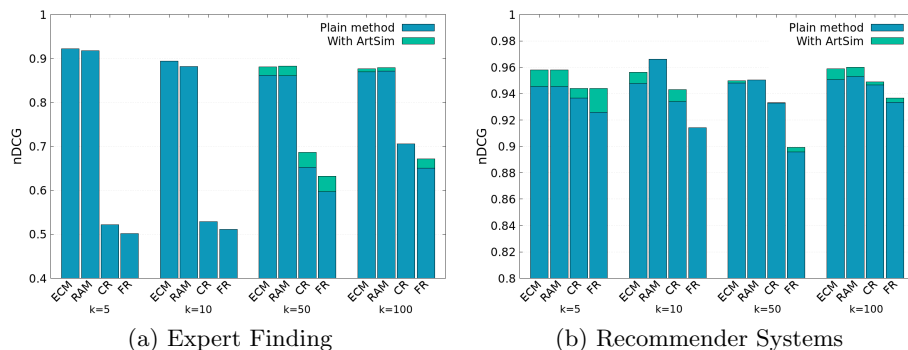 Plain method
With ArtSim
nDCG
1
0.9
0.8
0.7
0.6
0.5
0.4
ECM RAM CR FR ECM RAM CR FR ECM RAM CR FR ECM RAM CR FR
k=5 k=10 k=50 k=100
(a) Expert Finding
Plain method
With ArtSim
nDCG
1
0.98
0.96
0.94
0.92
0.9
0.88
0.86
0.84
0.82
0.8
ECM RAM CR FR ECM RAM CR FR ECM RAM CR FR ECM RAM CR FR
k=5 k=10 k=50 k=100
(b) Recommender Systems